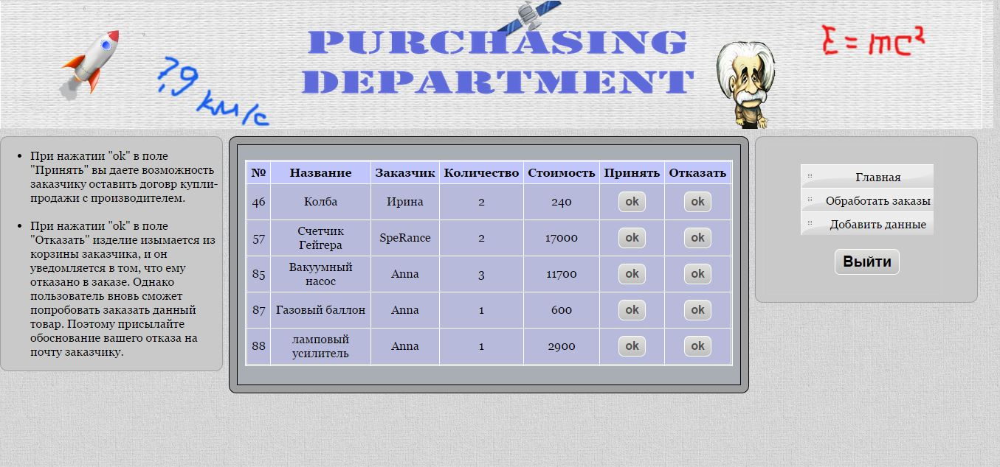 PURCHASING
DEPARTMENT
?9 км/с
E=mc²
При нажатии "ok" в поле
"Принять" вы даете возможность
заказчику оставить договр купли-
продажи с производителем.
При нажатии "ok" в поле
"Отказать" изделие изымается из
корзины заказчика, и он
уведомляется в том, что ему
отказано в заказе. Однако
пользователь вновь сможет
попробовать заказать данный
товар. Поэтому присылайте
обоснование вашего отказа на
почту заказчику.
№ Название Заказчик Количество Стоимость Принять Отказать
46 Колба Ирина 2 240 ok ok
57 Счетчик
Гейгера SpeRance 2 17000 ok ok
85 Вакуумный
насос Anna 3 11700 ok ok
87 Газовый баллон Anna 1 600 ok ok
88 ламповый
усилитель Anna 1 2900 ok ok
Главная
Обработать заказы
Добавить данные
Выйти